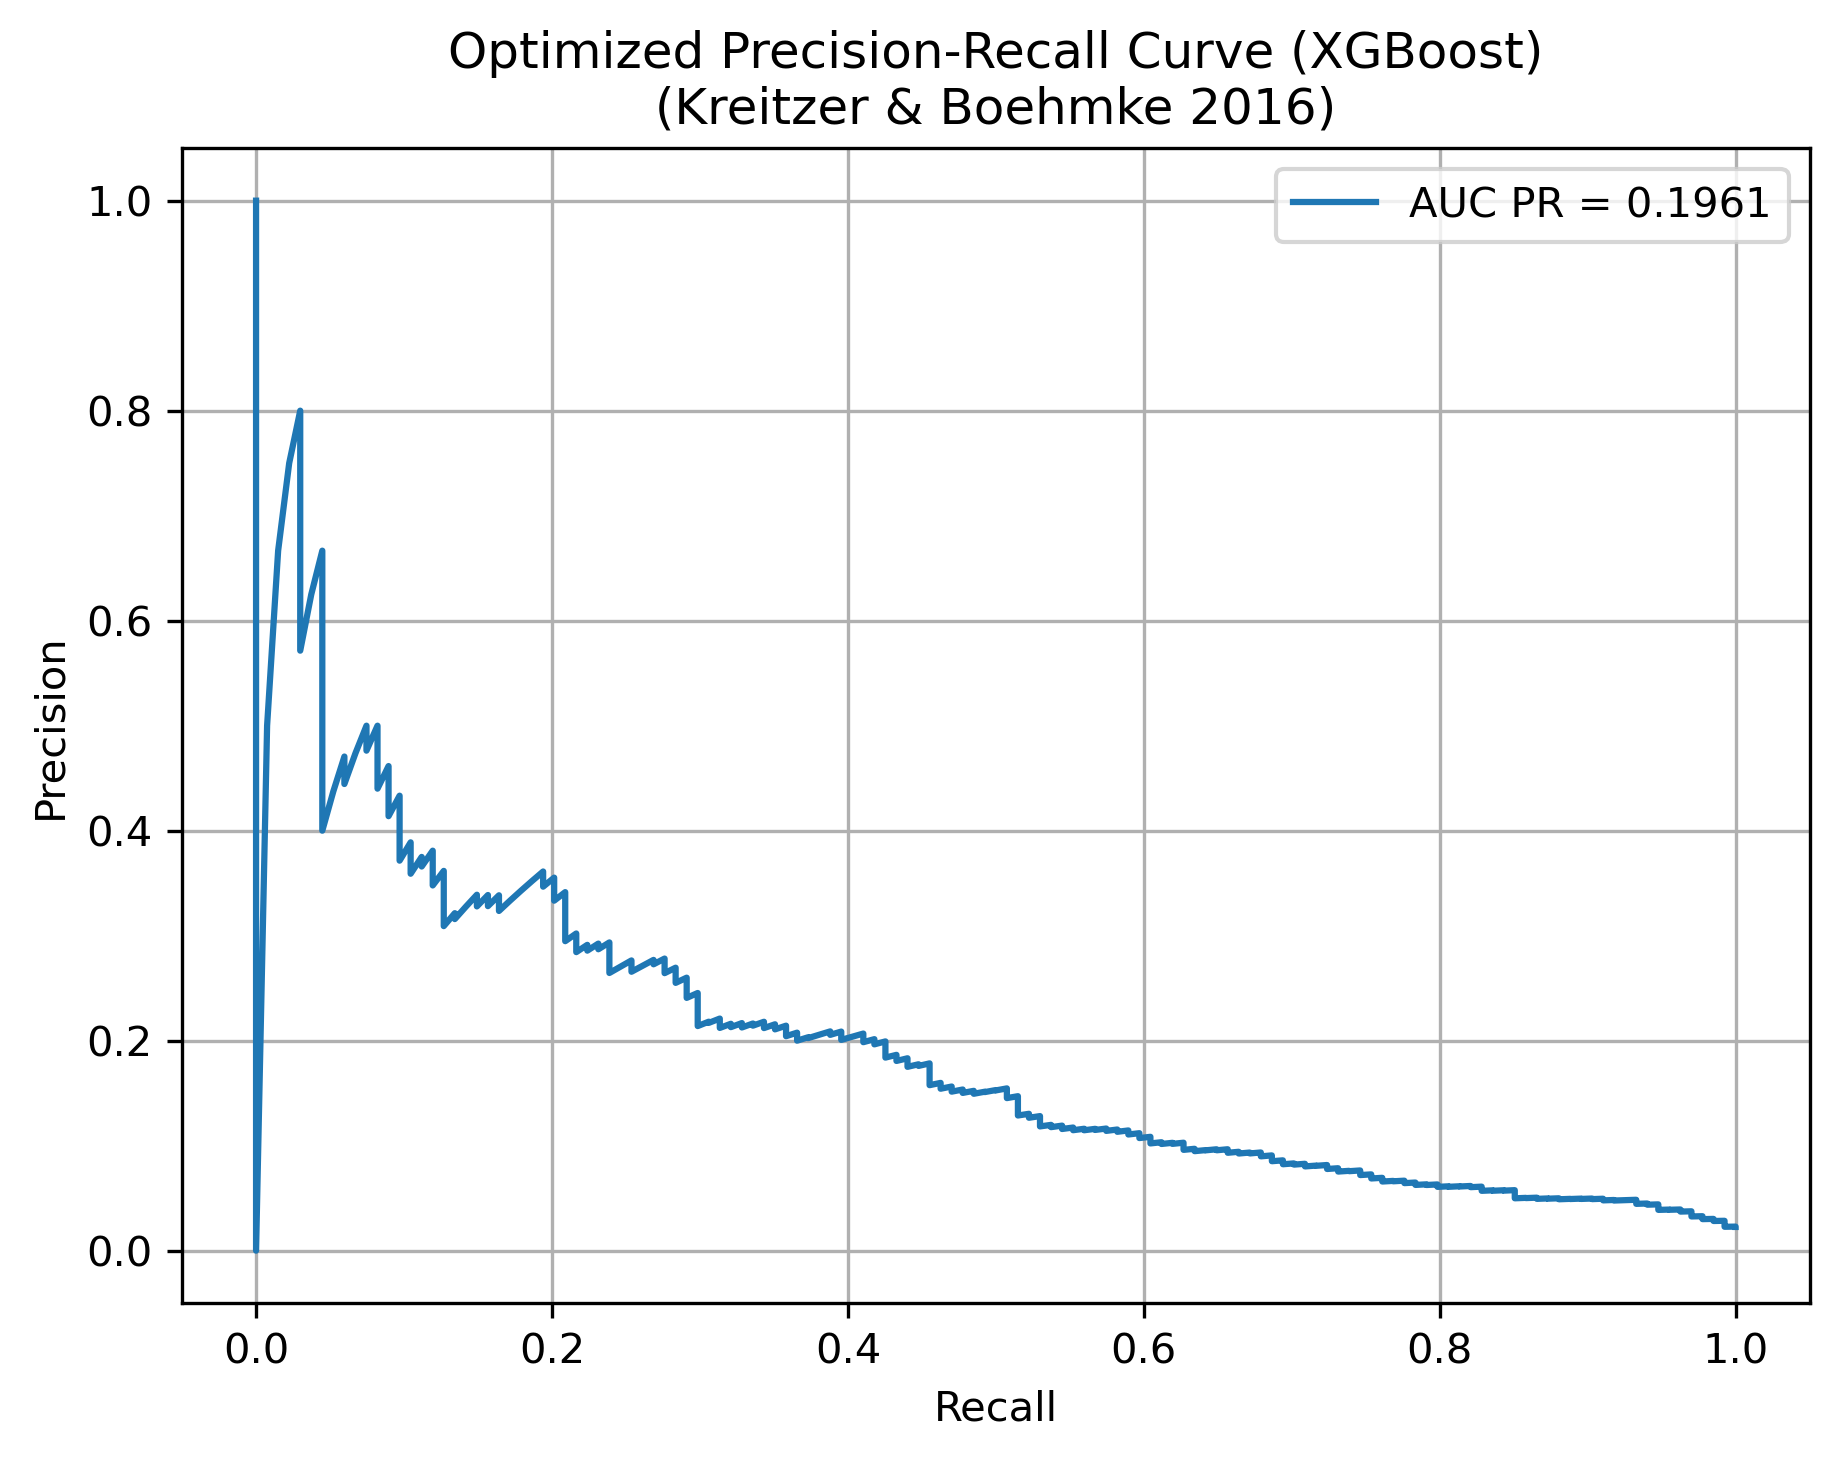 Optimized Precision-Recall Curve (XGBoost)
(Kreitzer & Boehmke 2016)
AUC PR = 0.1961
1.0
0.8
0.6
0.4
0.2
0.0
Precision
0.0 0.2 0.4 0.6 0.8 1.0
Recall